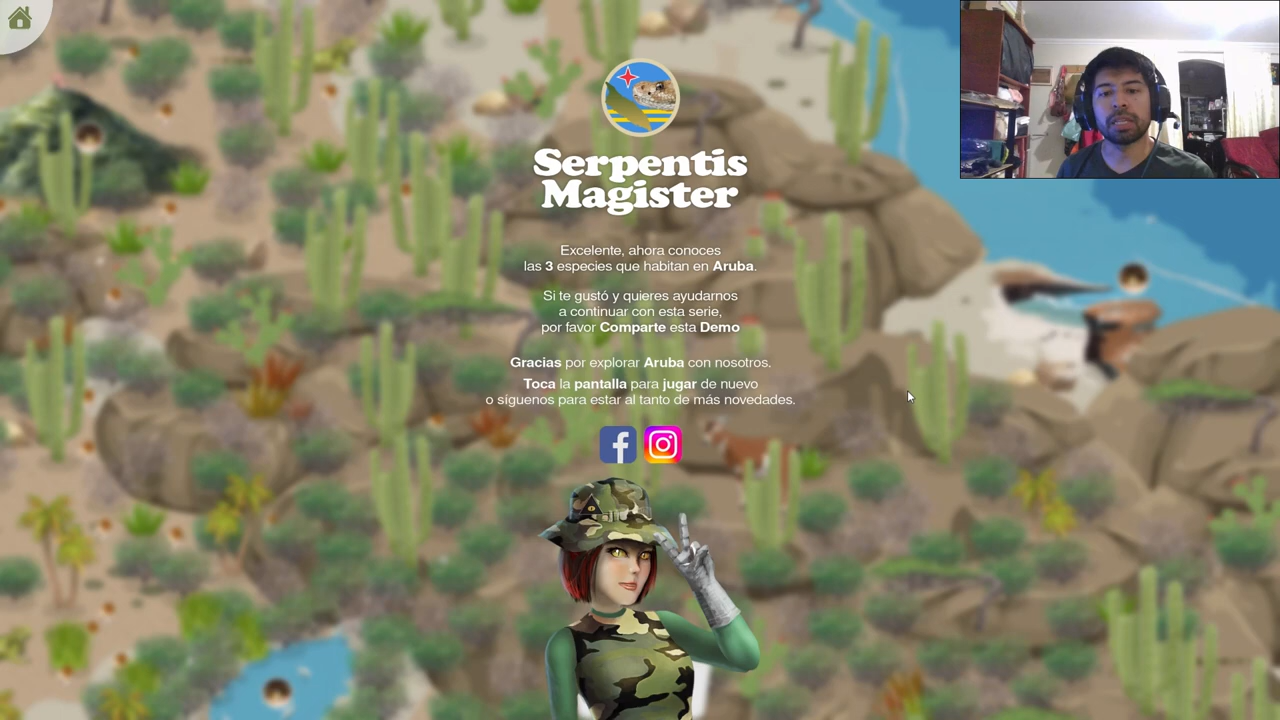 Serpentis
Magister
Excelente, ahora conoces
las 3 especies que habitan en Aruba.
Si te gustó y quieres ayudarnos
a continuar con esta serie,
por favor Comparte esta Demo
Gracias por explorar Aruba con nosotros.
Toca la pantalla para jugar de nuevo
o síguenos para estar al tanto de más novedades.